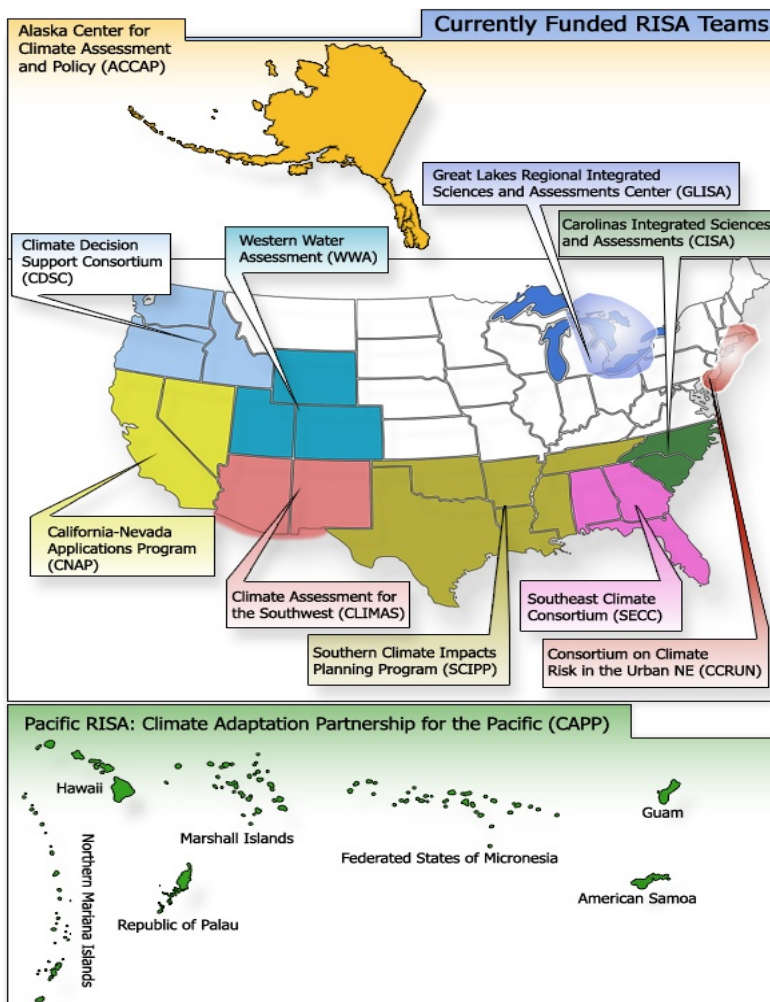 Alaska Center for
Climate Assessment
and Policy (ACCAP)
Currently Funded RISA Teams
Great Lakes Regional Integrated
Sciences and Assessments Center (GLISA)
Carolinas Integrated Sciences
and Assessments (CISA)
Climate Decision
Support Consortium
(CDSC)
Western Water
Assessment (WWA)
California-Nevada
Applications Program
(CNAP)
Climate Assessment for
the Southwest (CLIMAS)
Southern Climate Impacts
Planning Program (SCIPP)
Southeast Climate
Consortium (SECC)
Consortium on Climate
Risk in the Urban NE (CCRUN)
Pacific RISA: Climate Adaptation Partnership for the Pacific (CAPP)
Hawaii
Marshall Islands
Federated States of Micronesia
Guam
Northern Mariana Islands
Republic of Palau
American Samoa